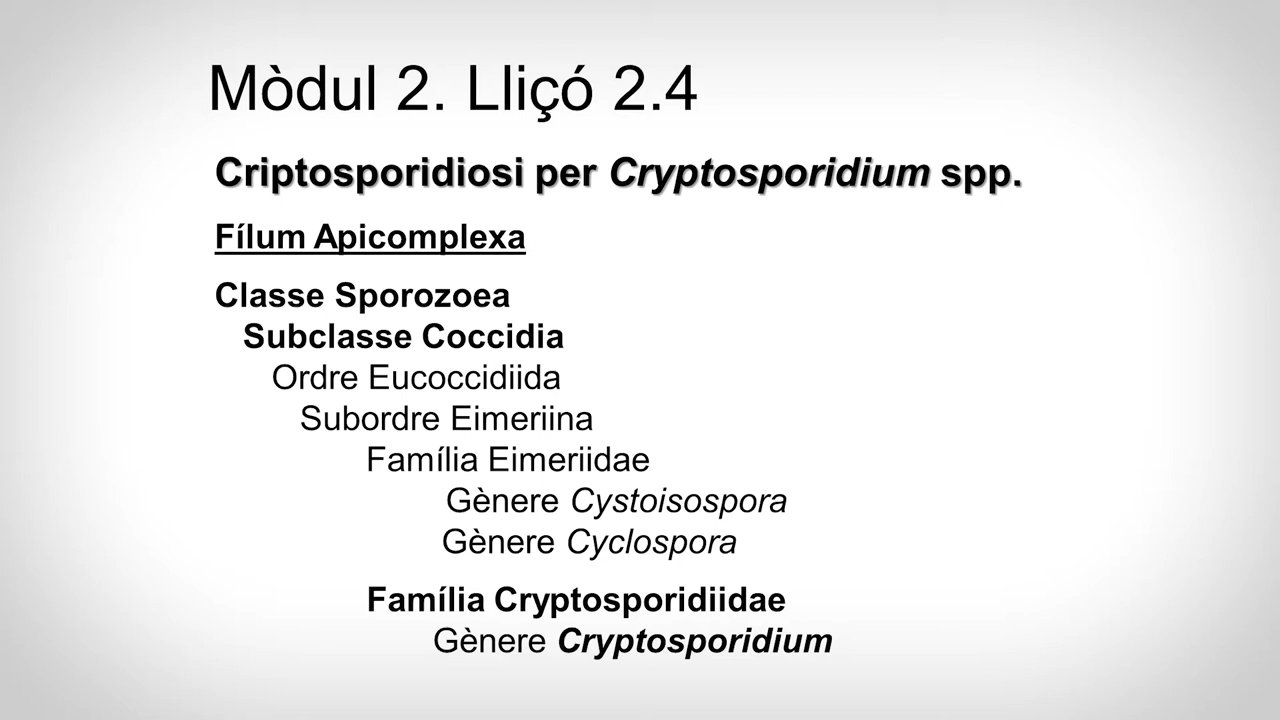 Mòdul 2. Lliçó 2.4
Criptosporidiosi per Cryptosporidium spp.
Fílum Apicomplexa
Classe Sporozoea
Subclasse Coccidia
Ordre Eucoccidiida
Subordre Eimeriina
Família Eimeriidae
Gènere Cystoisospora
Gènere Cyclospora
Família Cryptosporidiidae
Gènere Cryptosporidium